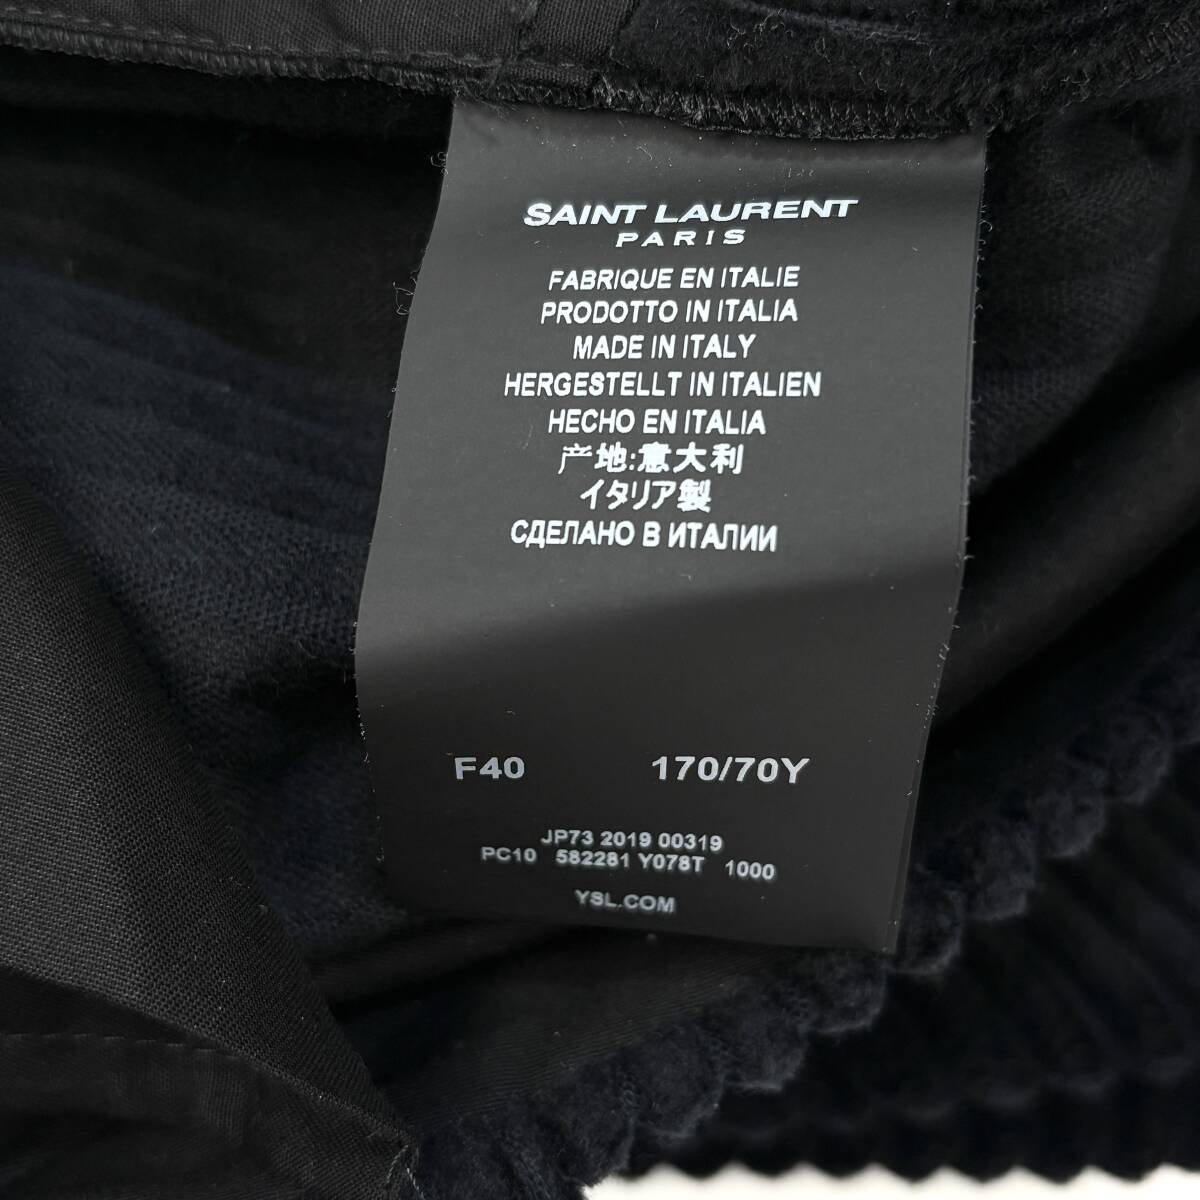 SAINT LAURENT
PARIS
FABRIQUE EN ITALIE
PRODOTTO IN ITALIA
MADE IN ITALY
HERGESTELLT IN ITALIEN
HECHO EN ITALIA
产地:意大利
イタリア製
СДЕЛАНО В ИТАЛИИ
F40 170/70Y
JP73 2019 00319
PC10 582281 Y078T 1000
YSL.COM